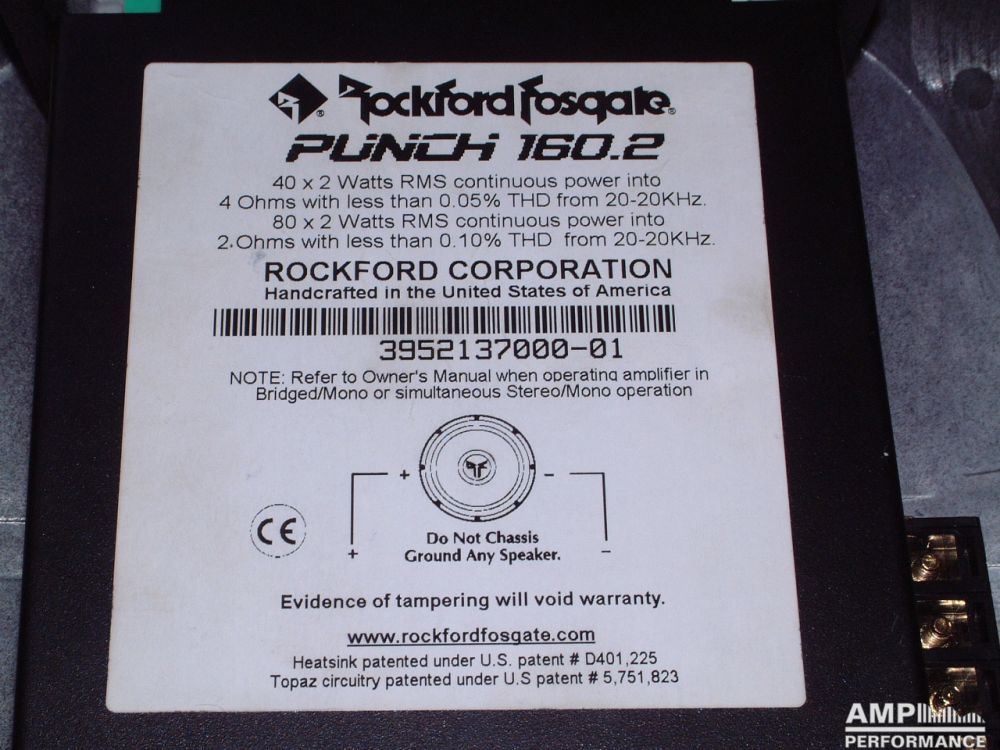 Rockford Fosgate®
PUNCH 160.2
40 x 2 Watts RMS continuous power into
4 Ohms with less than 0.05% THD from 20-20KHz.
80 x 2 Watts RMS continuous power into
2 Ohms with less than 0.10% THD from 20-20KHz.
ROCKFORD CORPORATION
Handcrafted in the United States of America
3952137000-01
NOTE: Refer to Owner's Manual when operating amplifier in
Bridged/Mono or simultaneous Stereo/Mono operation
+ −
CE
Do Not Chassis
Ground Any Speaker.
+ −
Evidence of tampering will void warranty.
www.rockfordfosgate.com
Heatsink patented under U.S. patent # D401,225
Topaz circuitry patented under U.S patent # 5,751,823
AMP
PERFORMANCE